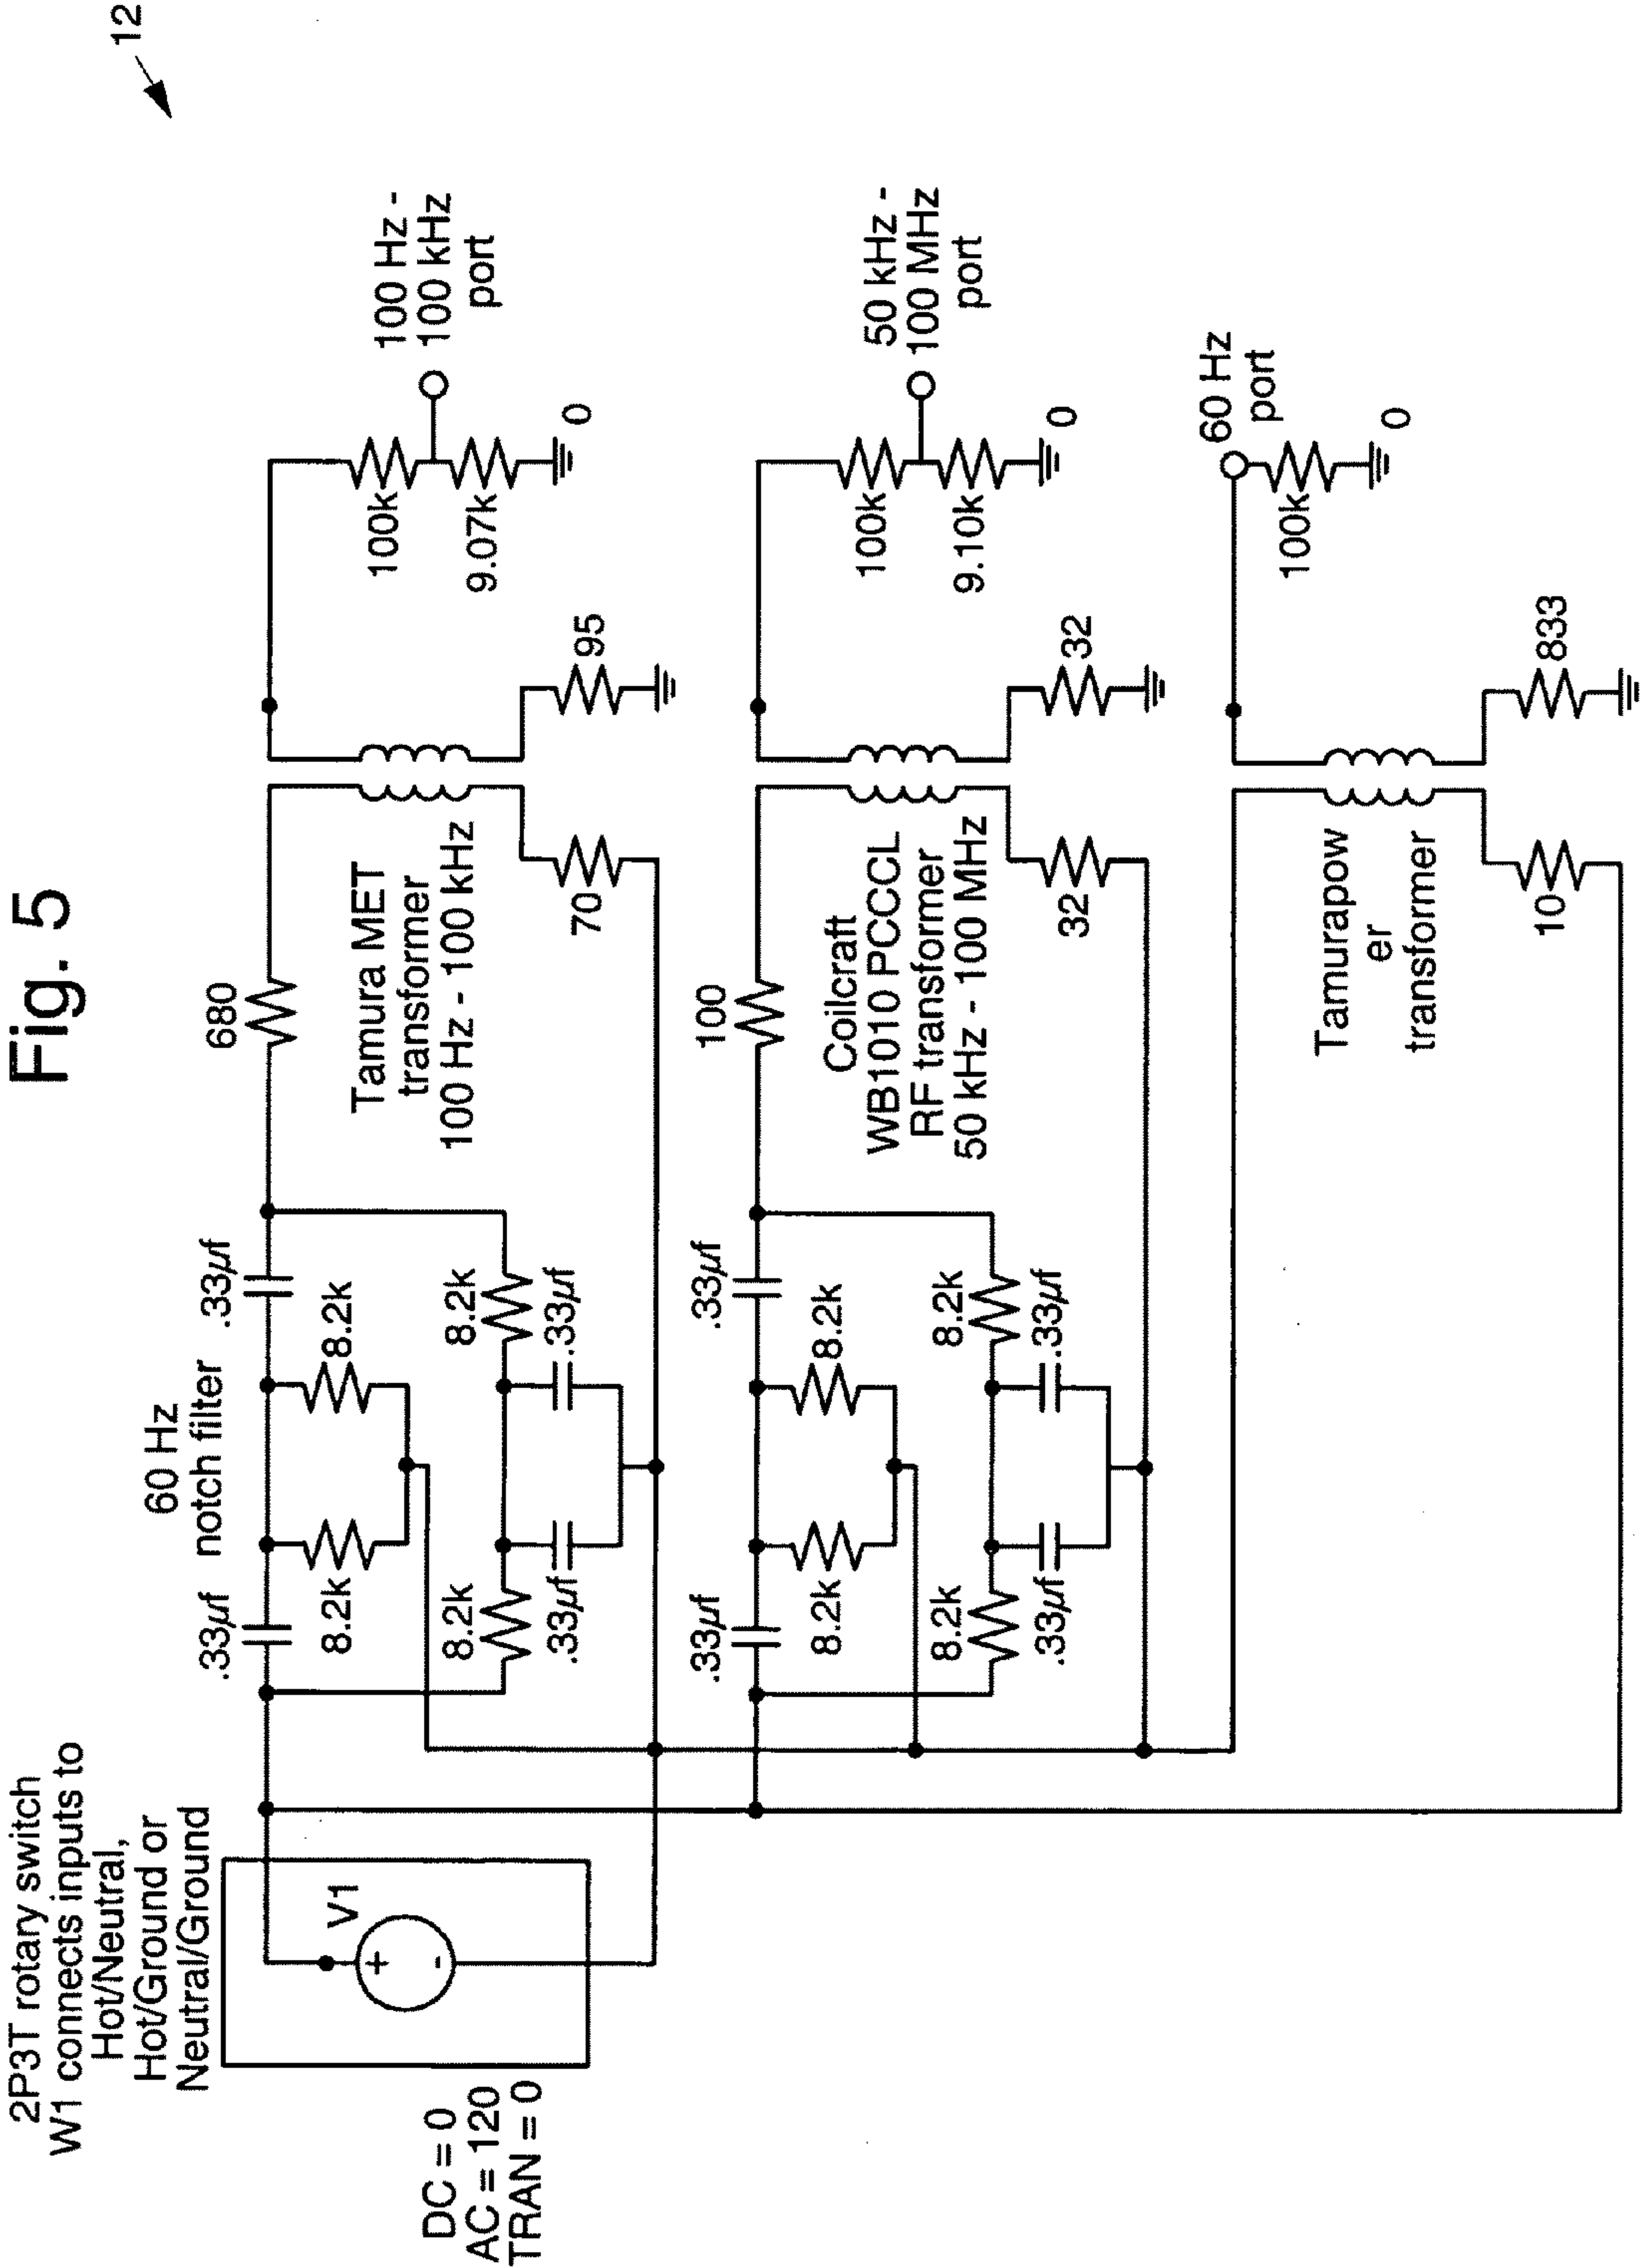 Fig. 5
12
2P3T rotary switch
W1 connects inputs to
Hot/Neutral,
Hot/Ground or
Neutral/Ground
DC = 0
AC = 120
TRAN = 0
V1
+
-
60 Hz
notch filter
.33µf
.33µf
8.2k
8.2k
8.2k
8.2k
.33µf
.33µf
680
Tamura MET
transformer
100 Hz - 100 kHz
70
95
100k
9.07k
0
100 Hz -
100 kHz
port
.33µf
.33µf
8.2k
8.2k
8.2k
8.2k
.33µf
.33µf
100
Coilcraft
WB1010 PCCCL
RF transformer
50 kHz - 100 MHz
32
32
100k
9.10k
0
50 kHz -
100 MHz
port
Tamurapow
er
transformer
10
833
100k
0
60 Hz
port